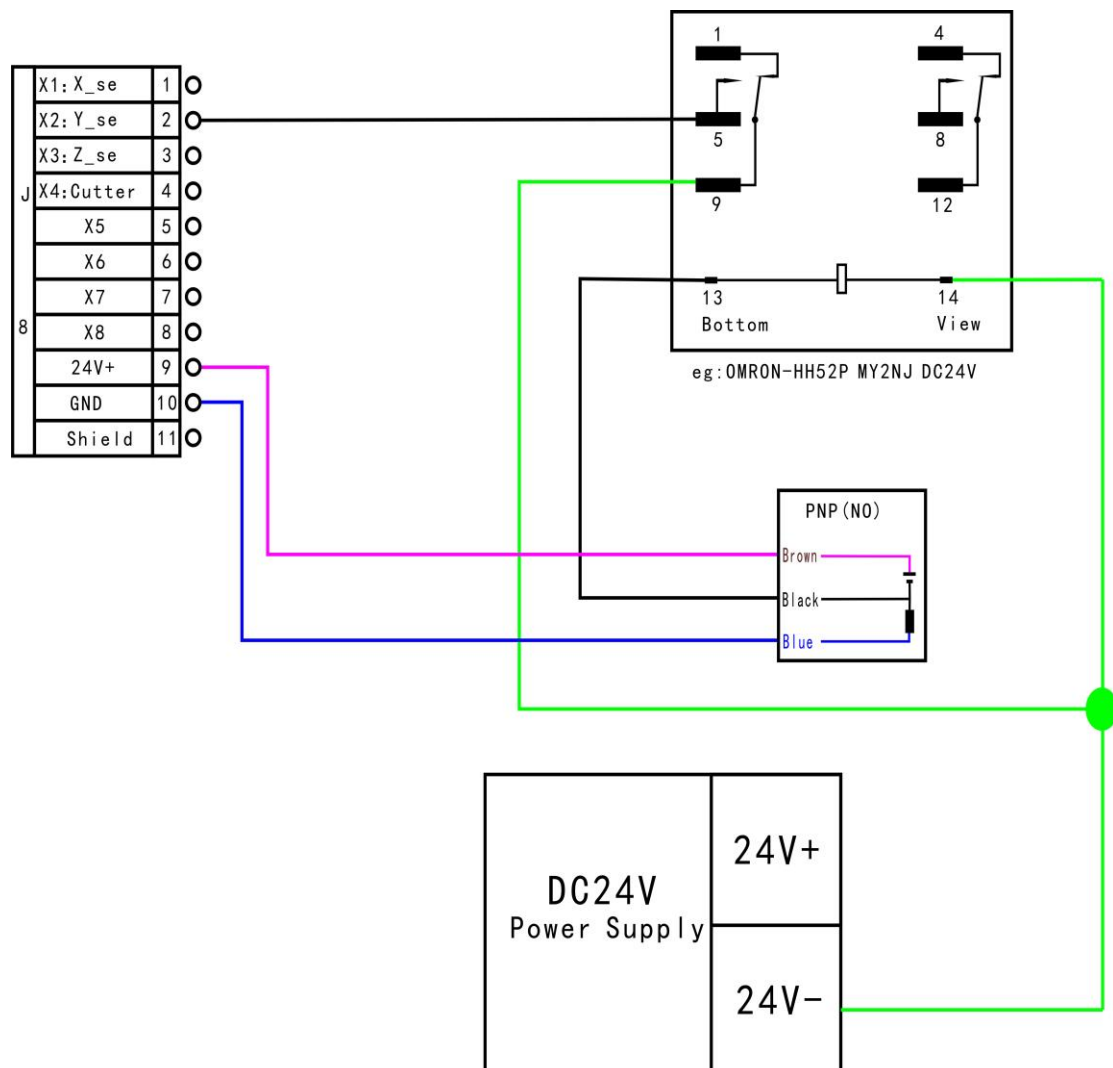 J
8
X1: X_se 1
X2: Y_se 2
X3: Z_se 3
X4:Cutter 4
X5 5
X6 6
X7 7
X8 8
24V+ 9
GND 10
Shield 11
1 4
5 8
9 12
13 14
Bottom View
eg:OMRON-HH52P MY2NJ DC24V
PNP(NO)
Brown
Black
Blue
DC24V
Power Supply
24V+
24V-